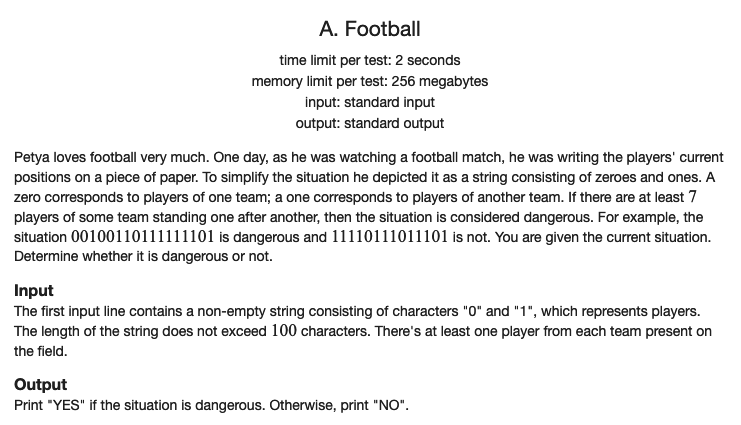 A. Football
time limit per test: 2 seconds
memory limit per test: 256 megabytes
input: standard input
output: standard output
Petya loves football very much. One day, as he was watching a football match, he was writing the players' current
positions on a piece of paper. To simplify the situation he depicted it as a string consisting of zeroes and ones. A
zero corresponds to players of one team; a one corresponds to players of another team. If there are at least 7
players of some team standing one after another, then the situation is considered dangerous. For example, the
situation 00100110111111101 is dangerous and 11110111011101 is not. You are given the current situation.
Determine whether it is dangerous or not.
Input
The first input line contains a non-empty string consisting of characters "0" and "1", which represents players.
The length of the string does not exceed 100 characters. There's at least one player from each team present on
the field.
Output
Print "YES" if the situation is dangerous. Otherwise, print "NO".